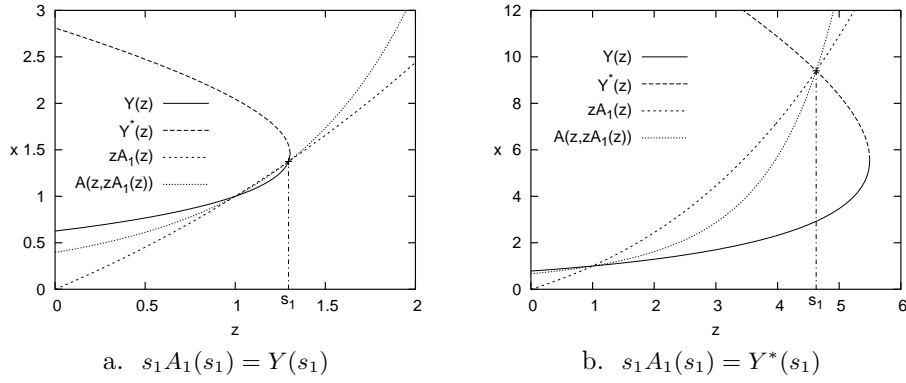 3
2.5
2
1.5
1
0.5
0
x
0
0.5
1
1.5
2
s₁
z
Y(z)
Y*(z)
zA₁(z)
A(z,zA₁(z))
a. s₁A₁(s₁) = Y(s₁)
12
10
8
6
4
2
0
x
0
1
2
3
4
5
6
s₁
z
Y(z)
Y*(z)
zA₁(z)
A(z,zA₁(z))
b. s₁A₁(s₁) = Y*(s₁)